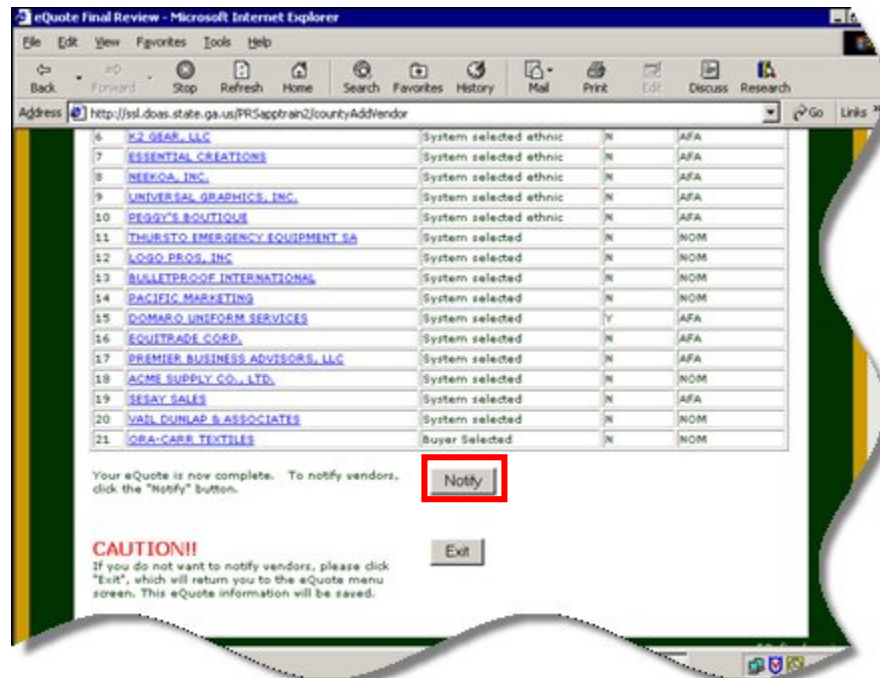 eQuote Final Review - Microsoft Internet Explorer
File Edit View Favorites Tools Help
Back Forward Stop Refresh Home Search Favorites History Mail Print Edit Discuss Research
Address http://ssl.doas.state.ga.us/PRSapptrain2/countyAddVendor Go Links
6 K2 GEAR, LLC System selected ethnic N AFA
7 ESSENTIAL CREATIONS System selected ethnic N AFA
8 NEEKOA, INC. System selected ethnic N AFA
9 UNIVERSAL GRAPHICS, INC. System selected ethnic N AFA
10 PEGGY'S BOUTIQUE System selected ethnic N AFA
11 THURSTO EMERGENCY EQUIPMENT SA System selected N NOM
12 LOGO PROS, INC System selected N NOM
13 BULLETPROOF INTERNATIONAL System selected N NOM
14 PACIFIC MARKETING System selected N NOM
15 DOMARO UNIFORM SERVICES System selected Y AFA
16 EQUITRADE CORP. System selected N AFA
17 PREMIER BUSINESS ADVISORS, LLC System selected N AFA
18 ACME SUPPLY CO., LTD. System selected N NOM
19 SESAY SALES System selected N AFA
20 VAIL DUNLAP & ASSOCIATES System selected N NOM
21 ORA-CARR TEXTILES Buyer Selected N NOM
Your eQuote is now complete. To notify vendors,
click the "Notify" button.
Notify
CAUTION!!
If you do not want to notify vendors, please click
"Exit", which will return you to the eQuote menu
screen. This eQuote information will be saved.
Exit